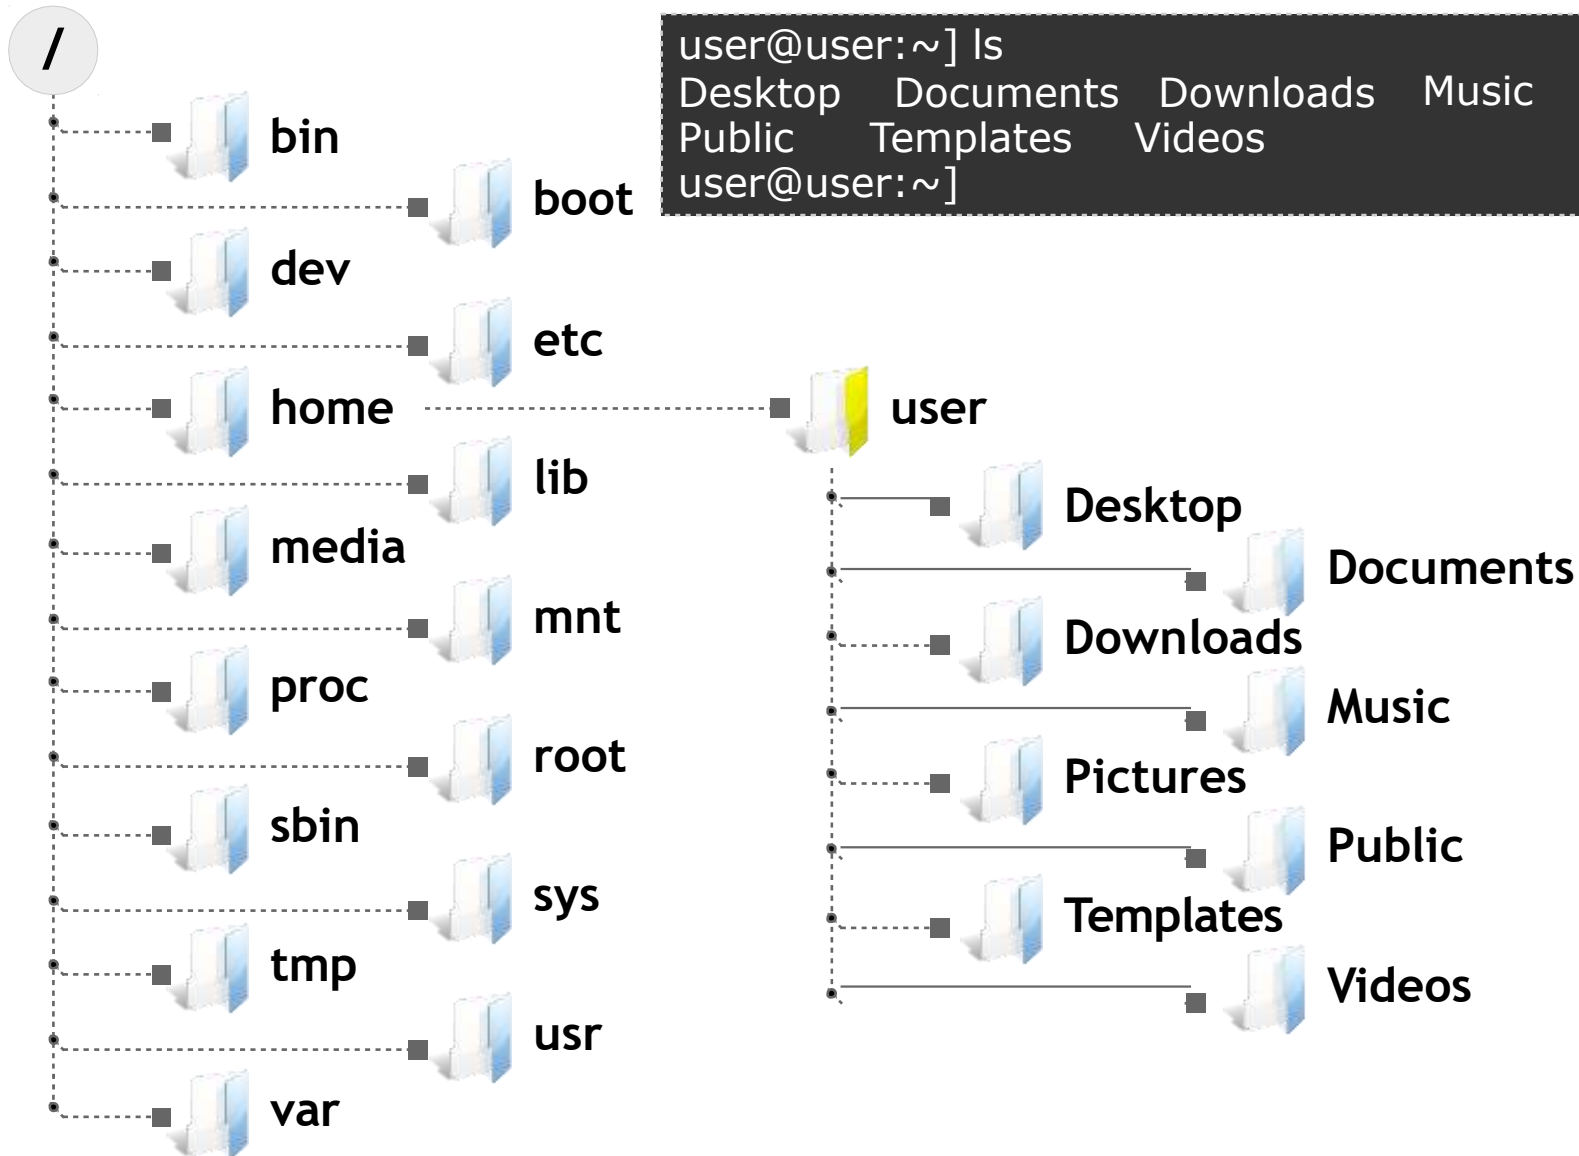 /
user@user:~] ls
Desktop Documents Downloads Music
Public Templates Videos
user@user:~]
bin
boot
dev
etc
home
user
lib
Desktop
media
Documents
mnt
Downloads
proc
Music
root
Pictures
sbin
Public
sys
Templates
tmp
Videos
usr
var